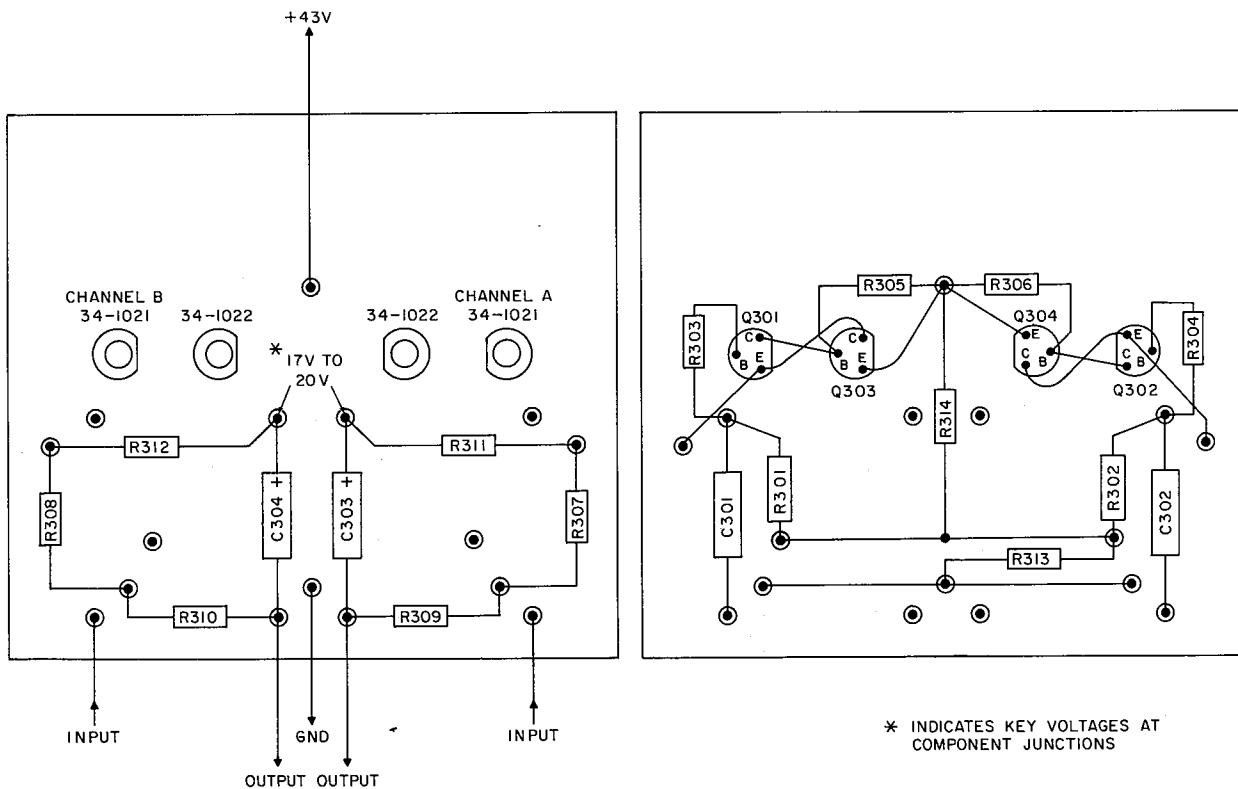 +43V
CHANNEL B
34-1021
34-1022
34-1022
CHANNEL A
34-1021
* 17V TO
20V
R312
R311
R308
C304 +
C303 +
R307
R310
R309
INPUT
GND
INPUT
OUTPUT OUTPUT
R305
R306
R303
Q301
C
B
E
C
B
E
Q303
Q304
E
C
B
E
C
B
Q302
R304
R314
C301
R301
R302
C302
R313
* INDICATES KEY VOLTAGES AT
COMPONENT JUNCTIONS